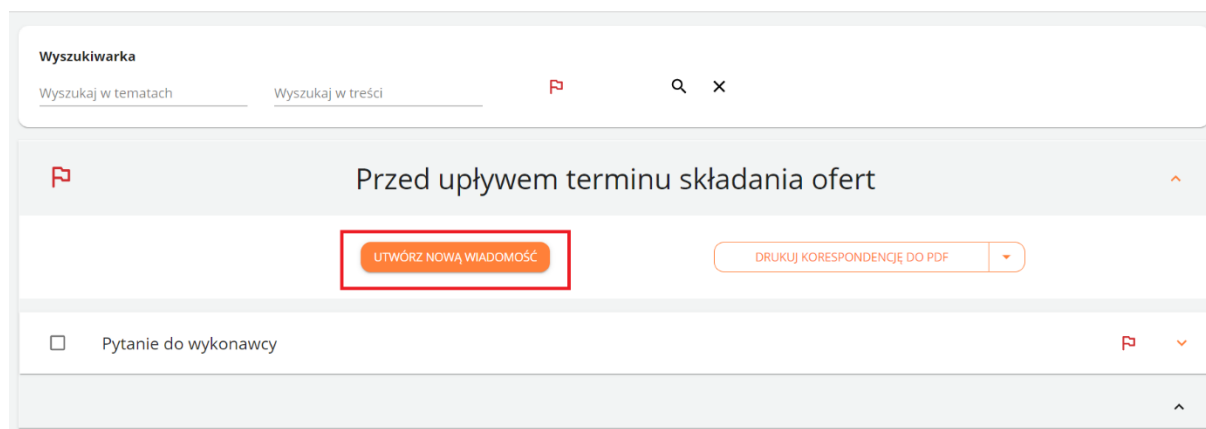 Wyszukiwarka
Wyszukaj w tematach Wyszukaj w treści
Przed upływem terminu składania ofert
UTWÓRZ NOWĄ WIADOMOŚĆ DRUKUJ KORESPONDENCJĘ DO PDF
Pytanie do wykonawcy